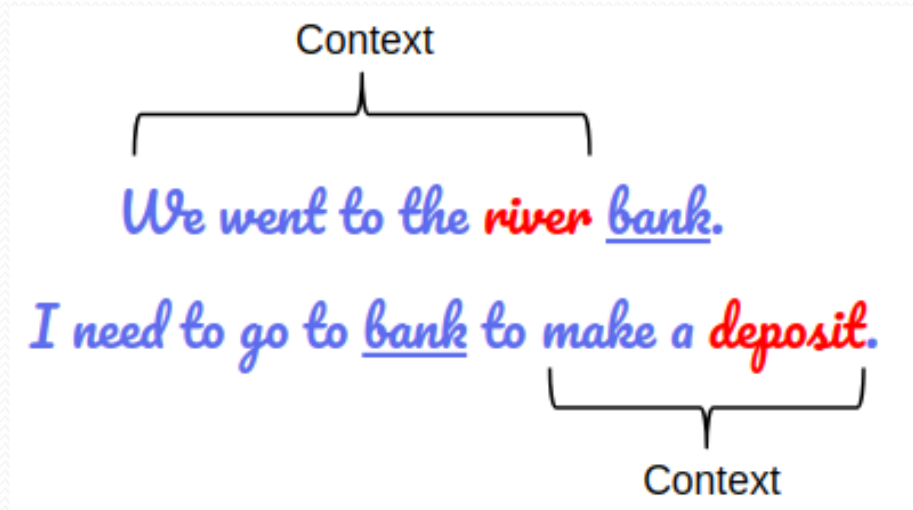 Context
We went to the river bank.
I need to go to bank to make a deposit.
Context